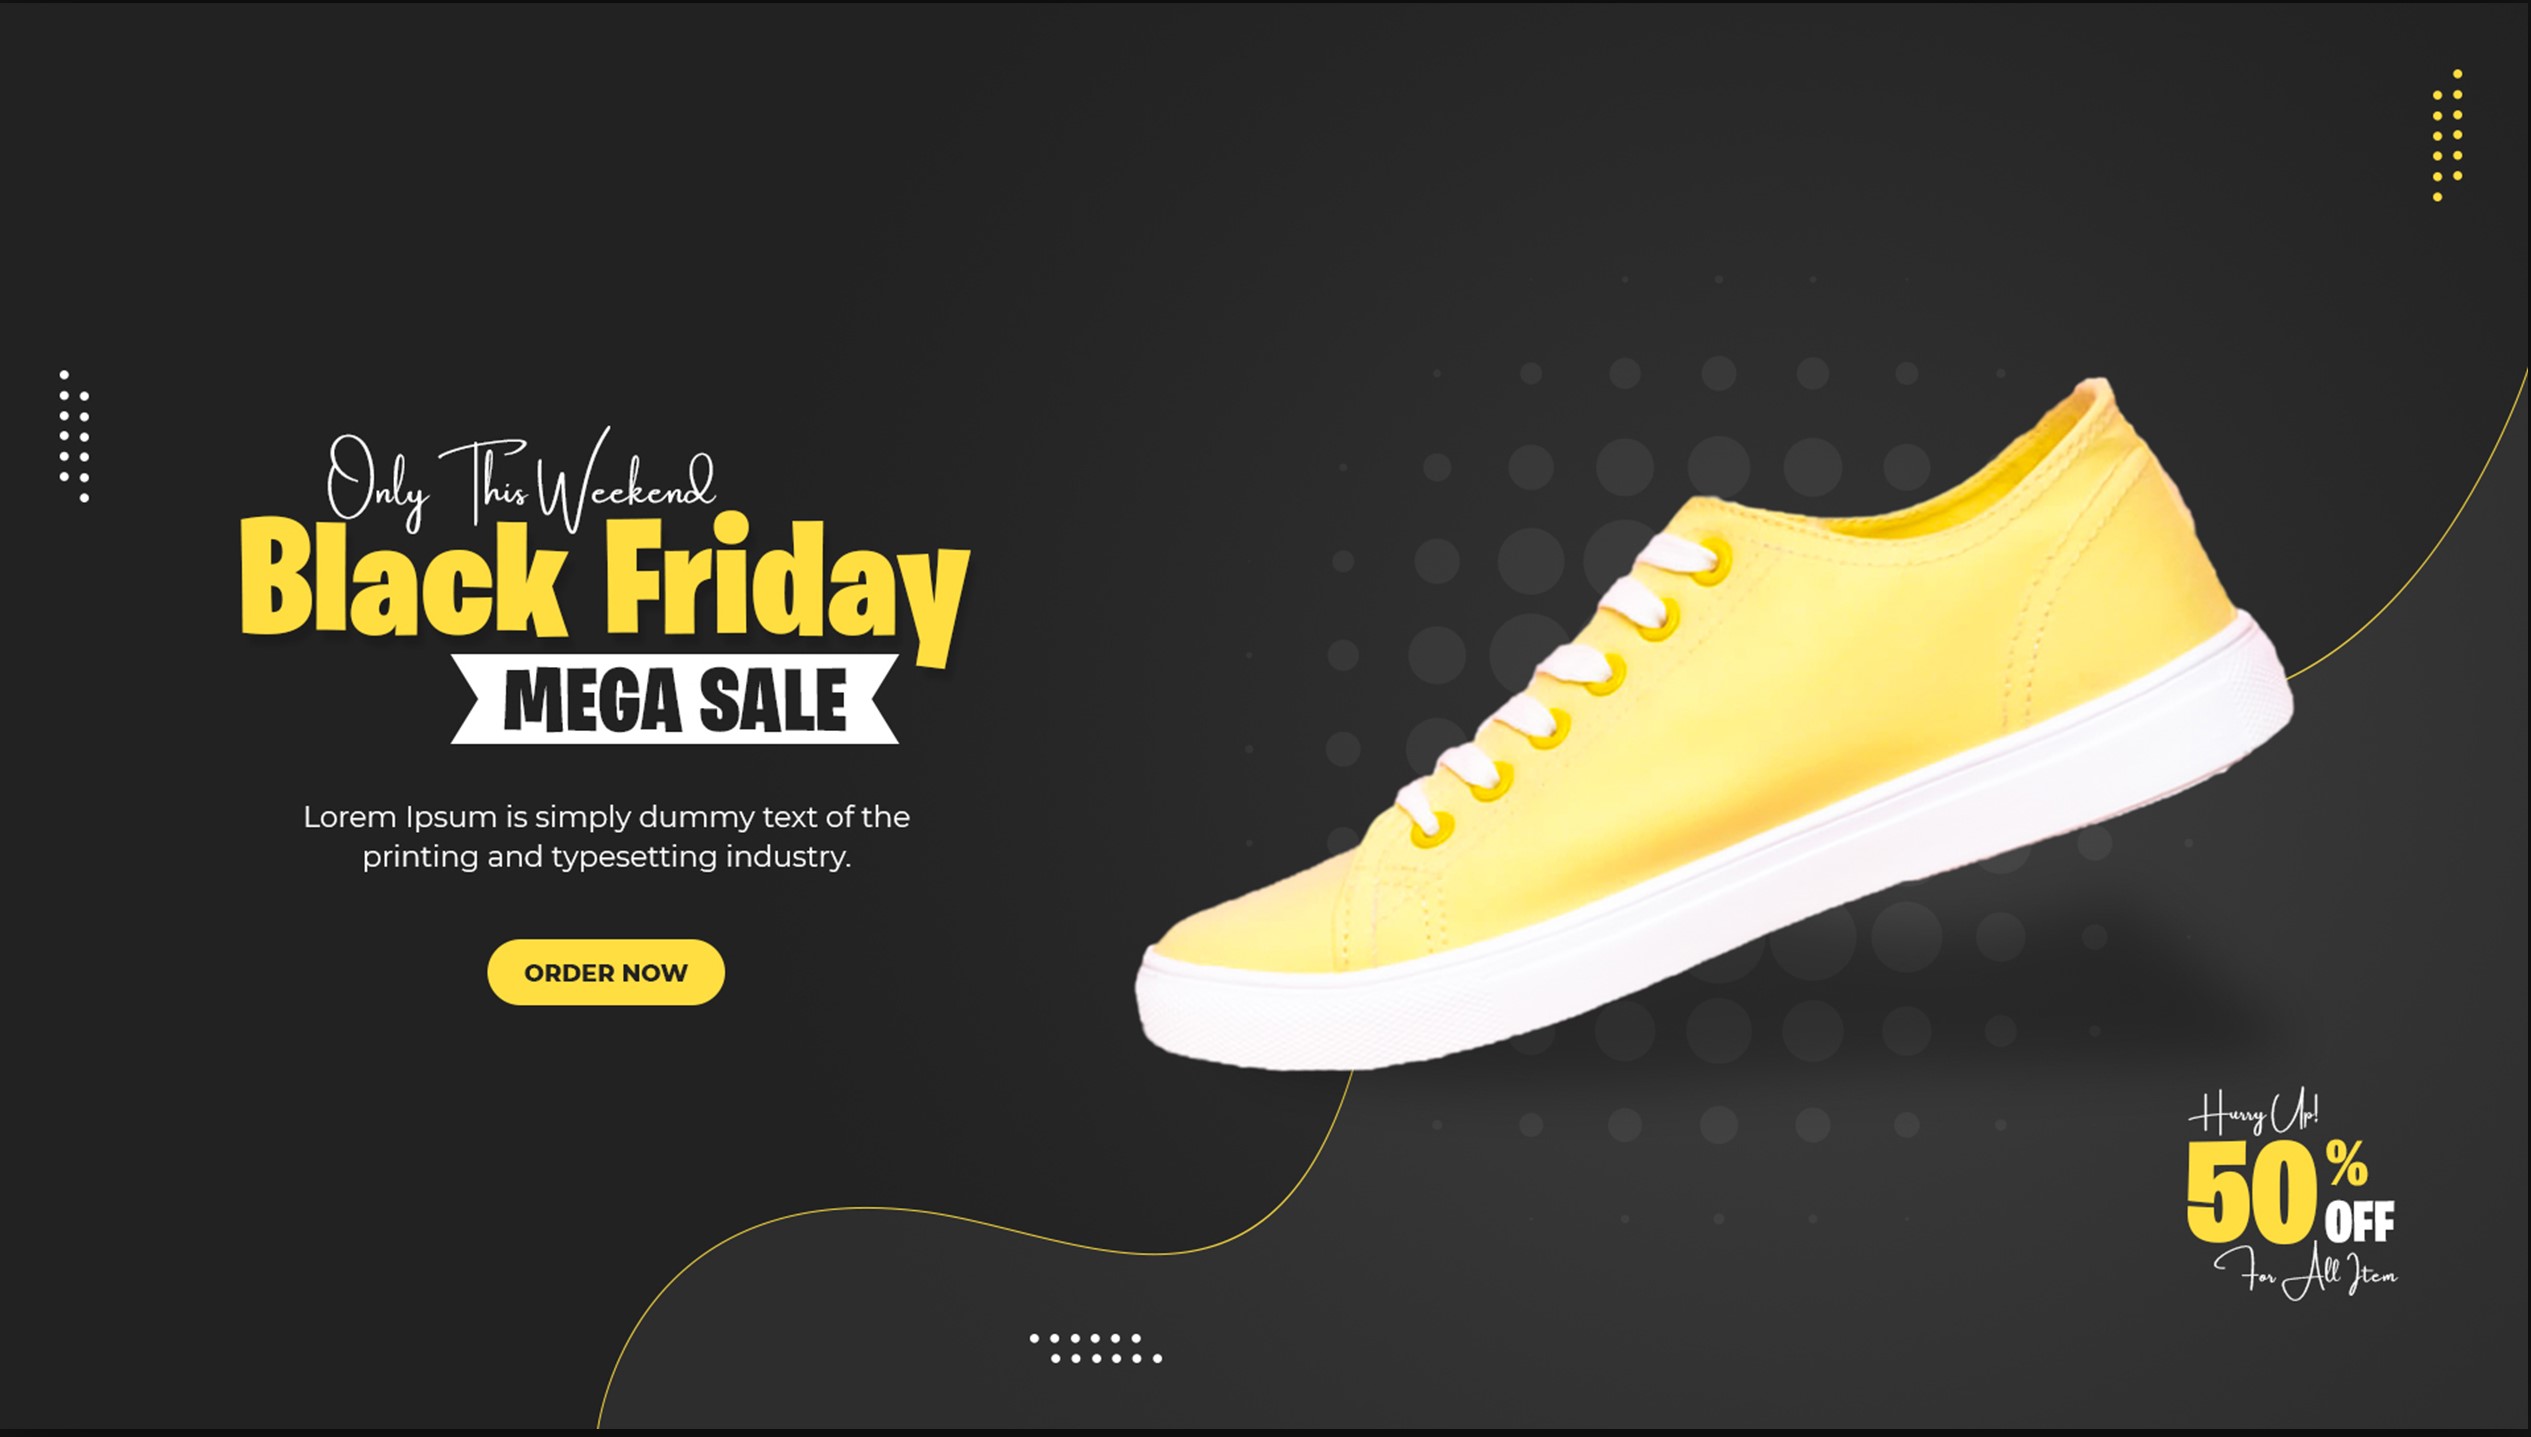 Only This Weekend
Black Friday
MEGA SALE
Lorem Ipsum is simply dummy text of the
printing and typesetting industry.
ORDER NOW
Hurry Up!
50%
OFF
For All Item